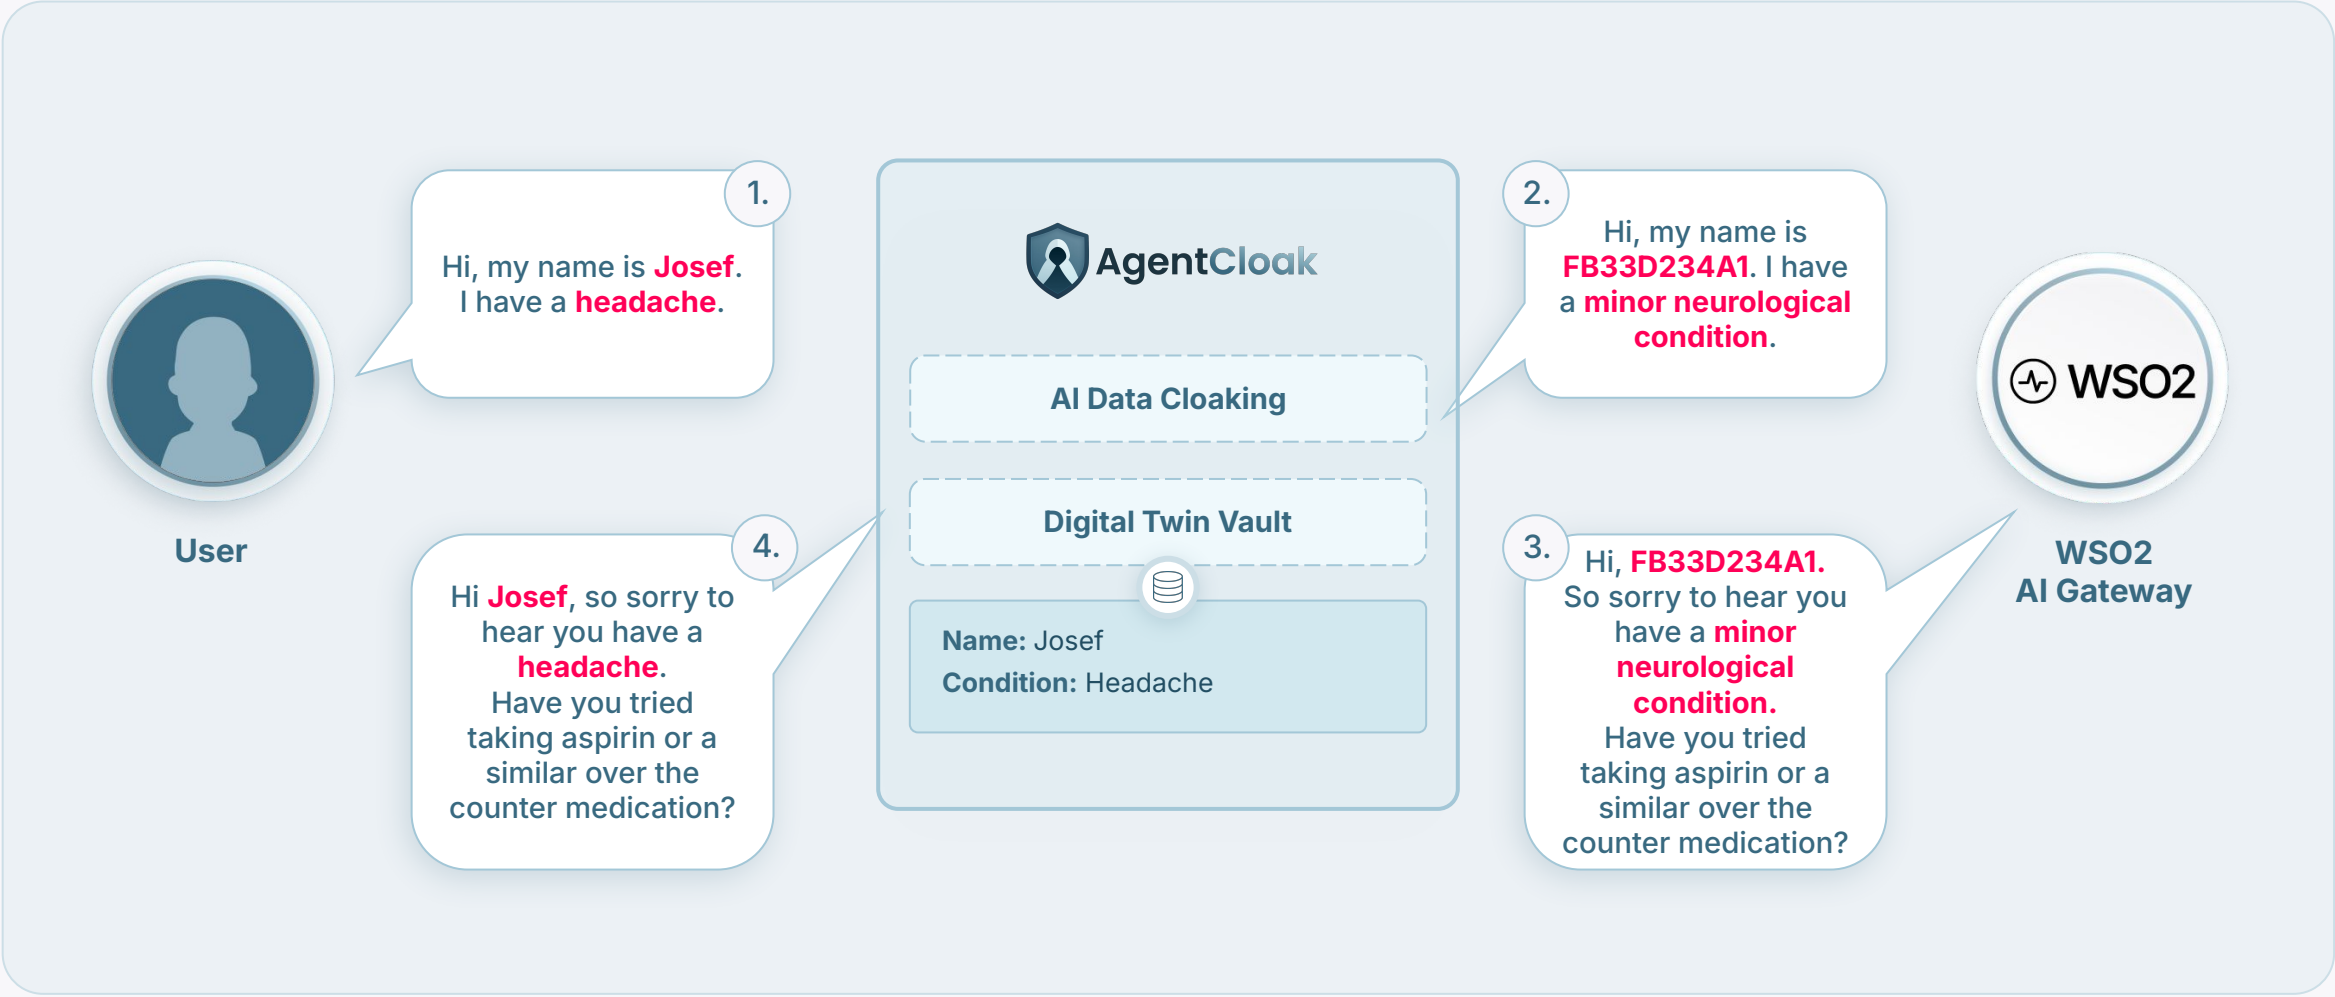 1.
Hi, my name is Josef.
I have a headache.
User
4.
Hi Josef, so sorry to
hear you have a
headache.
Have you tried
taking aspirin or a
similar over the
counter medication?
AgentCloak
AI Data Cloaking
Digital Twin Vault
Name: Josef
Condition: Headache
2.
Hi, my name is
FB33D234A1. I have
a minor neurological
condition.
3.
Hi, FB33D234A1.
So sorry to hear you
have a minor
neurological
condition.
Have you tried
taking aspirin or a
similar over the
counter medication?
WSO2
WSO2
AI Gateway